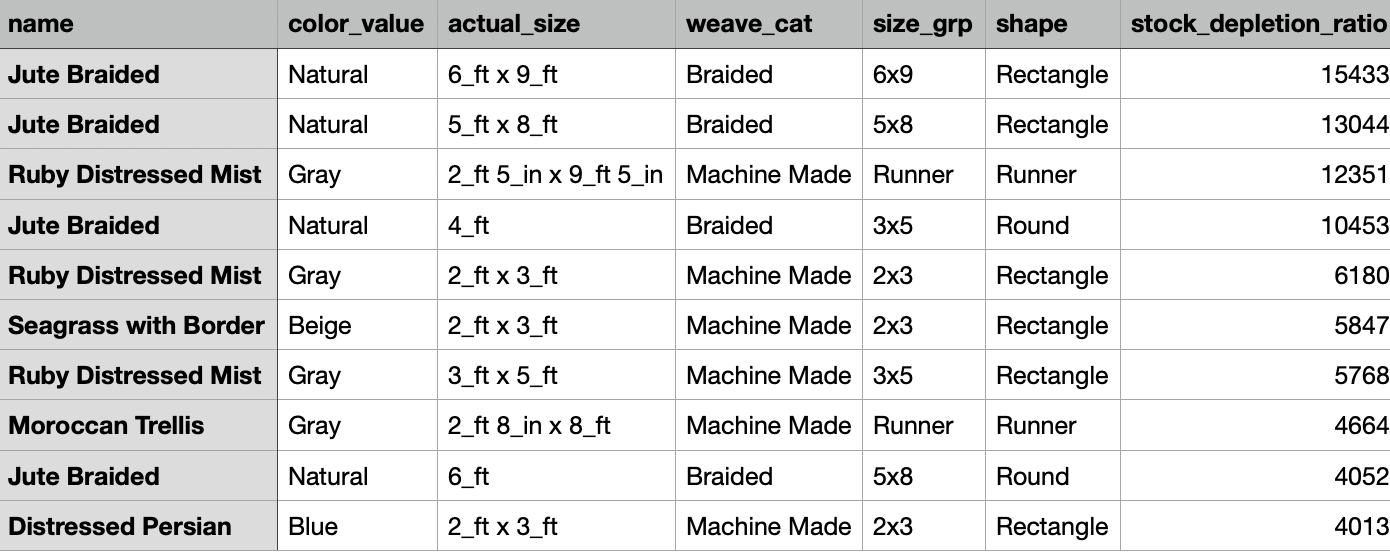 name color_value actual_size weave_cat size_grp shape stock_depletion_ratio
Jute Braided Natural 6_ft x 9_ft Braided 6x9 Rectangle 15433
Jute Braided Natural 5_ft x 8_ft Braided 5x8 Rectangle 13044
Ruby Distressed Mist Gray 2_ft 5_in x 9_ft 5_in Machine Made Runner Runner 12351
Jute Braided Natural 4_ft Braided 3x5 Round 10453
Ruby Distressed Mist Gray 2_ft x 3_ft Machine Made 2x3 Rectangle 6180
Seagrass with Border Beige 2_ft x 3_ft Machine Made 2x3 Rectangle 5847
Ruby Distressed Mist Gray 3_ft x 5_ft Machine Made 3x5 Rectangle 5768
Moroccan Trellis Gray 2_ft 8_in x 8_ft Machine Made Runner Runner 4664
Jute Braided Natural 6_ft Braided 5x8 Round 4052
Distressed Persian Blue 2_ft x 3_ft Machine Made 2x3 Rectangle 4013